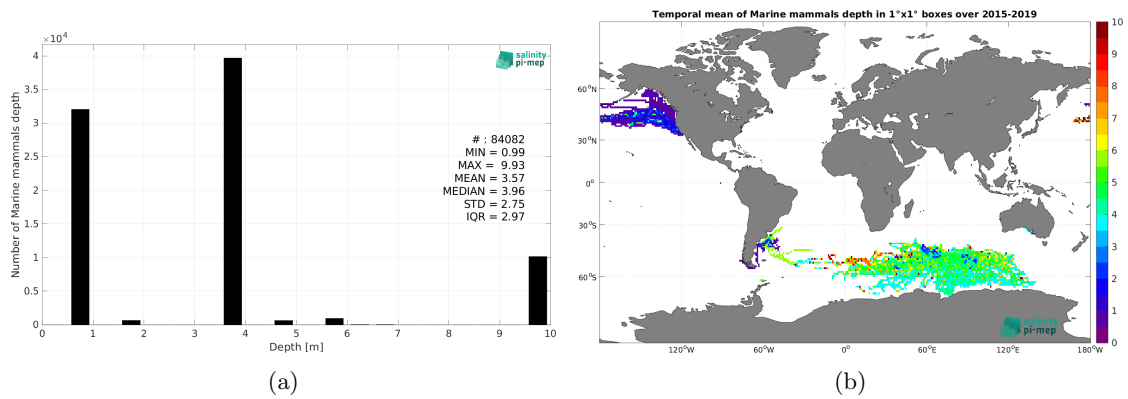 ×10⁴
4
3.5
3
2.5
2
1.5
1
0.5
0
Number of Marine mammals depth
salinity
pi-mep
# : 84082
MIN = 0.99
MAX = 9.93
MEAN = 3.57
MEDIAN = 3.96
STD = 2.75
IQR = 2.97
0 1 2 3 4 5 6 7 8 9 10
Depth [m]
(a)
Temporal mean of Marine mammals depth in 1°x1° boxes over 2015-2019
60°N
30°N
0°
30°S
60°S
120°W 60°W 0° 60°E 120°E 180°W
salinity
pi-mep
10
9
8
7
6
5
4
3
2
1
0
(b)